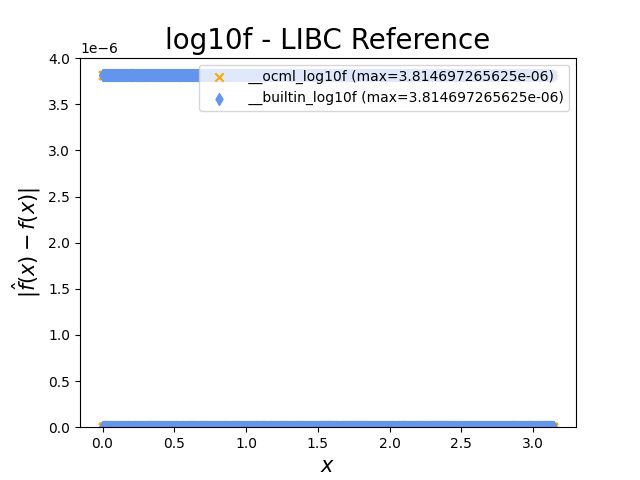 log10f - LIBC Reference
1e−6
__ocml_log10f (max=3.814697265625e-06)
__builtin_log10f (max=3.814697265625e-06)
4.0
3.5
3.0
2.5
2.0
1.5
1.0
0.5
0.0
|f̂(x) − f(x)|
0.0 0.5 1.0 1.5 2.0 2.5 3.0
x